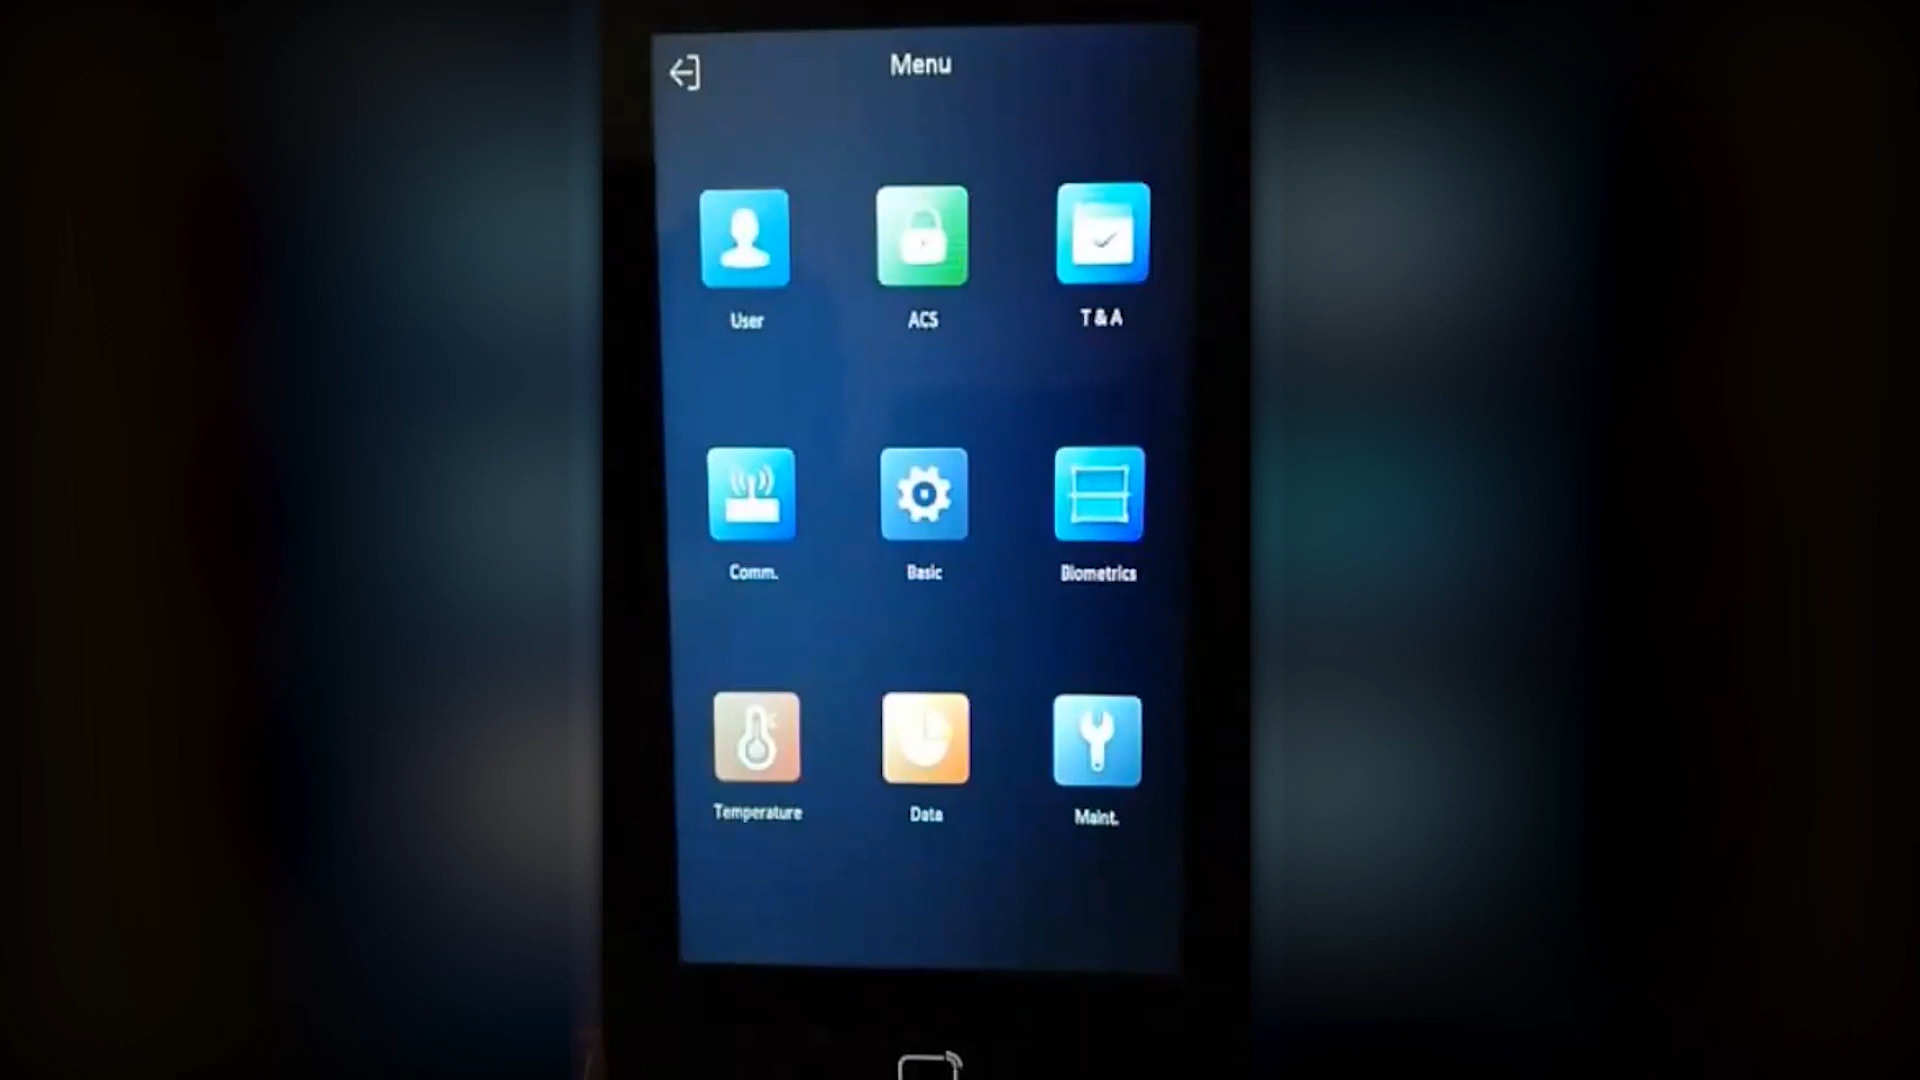 Menu
User
ACS
T & A
Comm.
Basic
Biometrics
Temperature
Data
Maint.